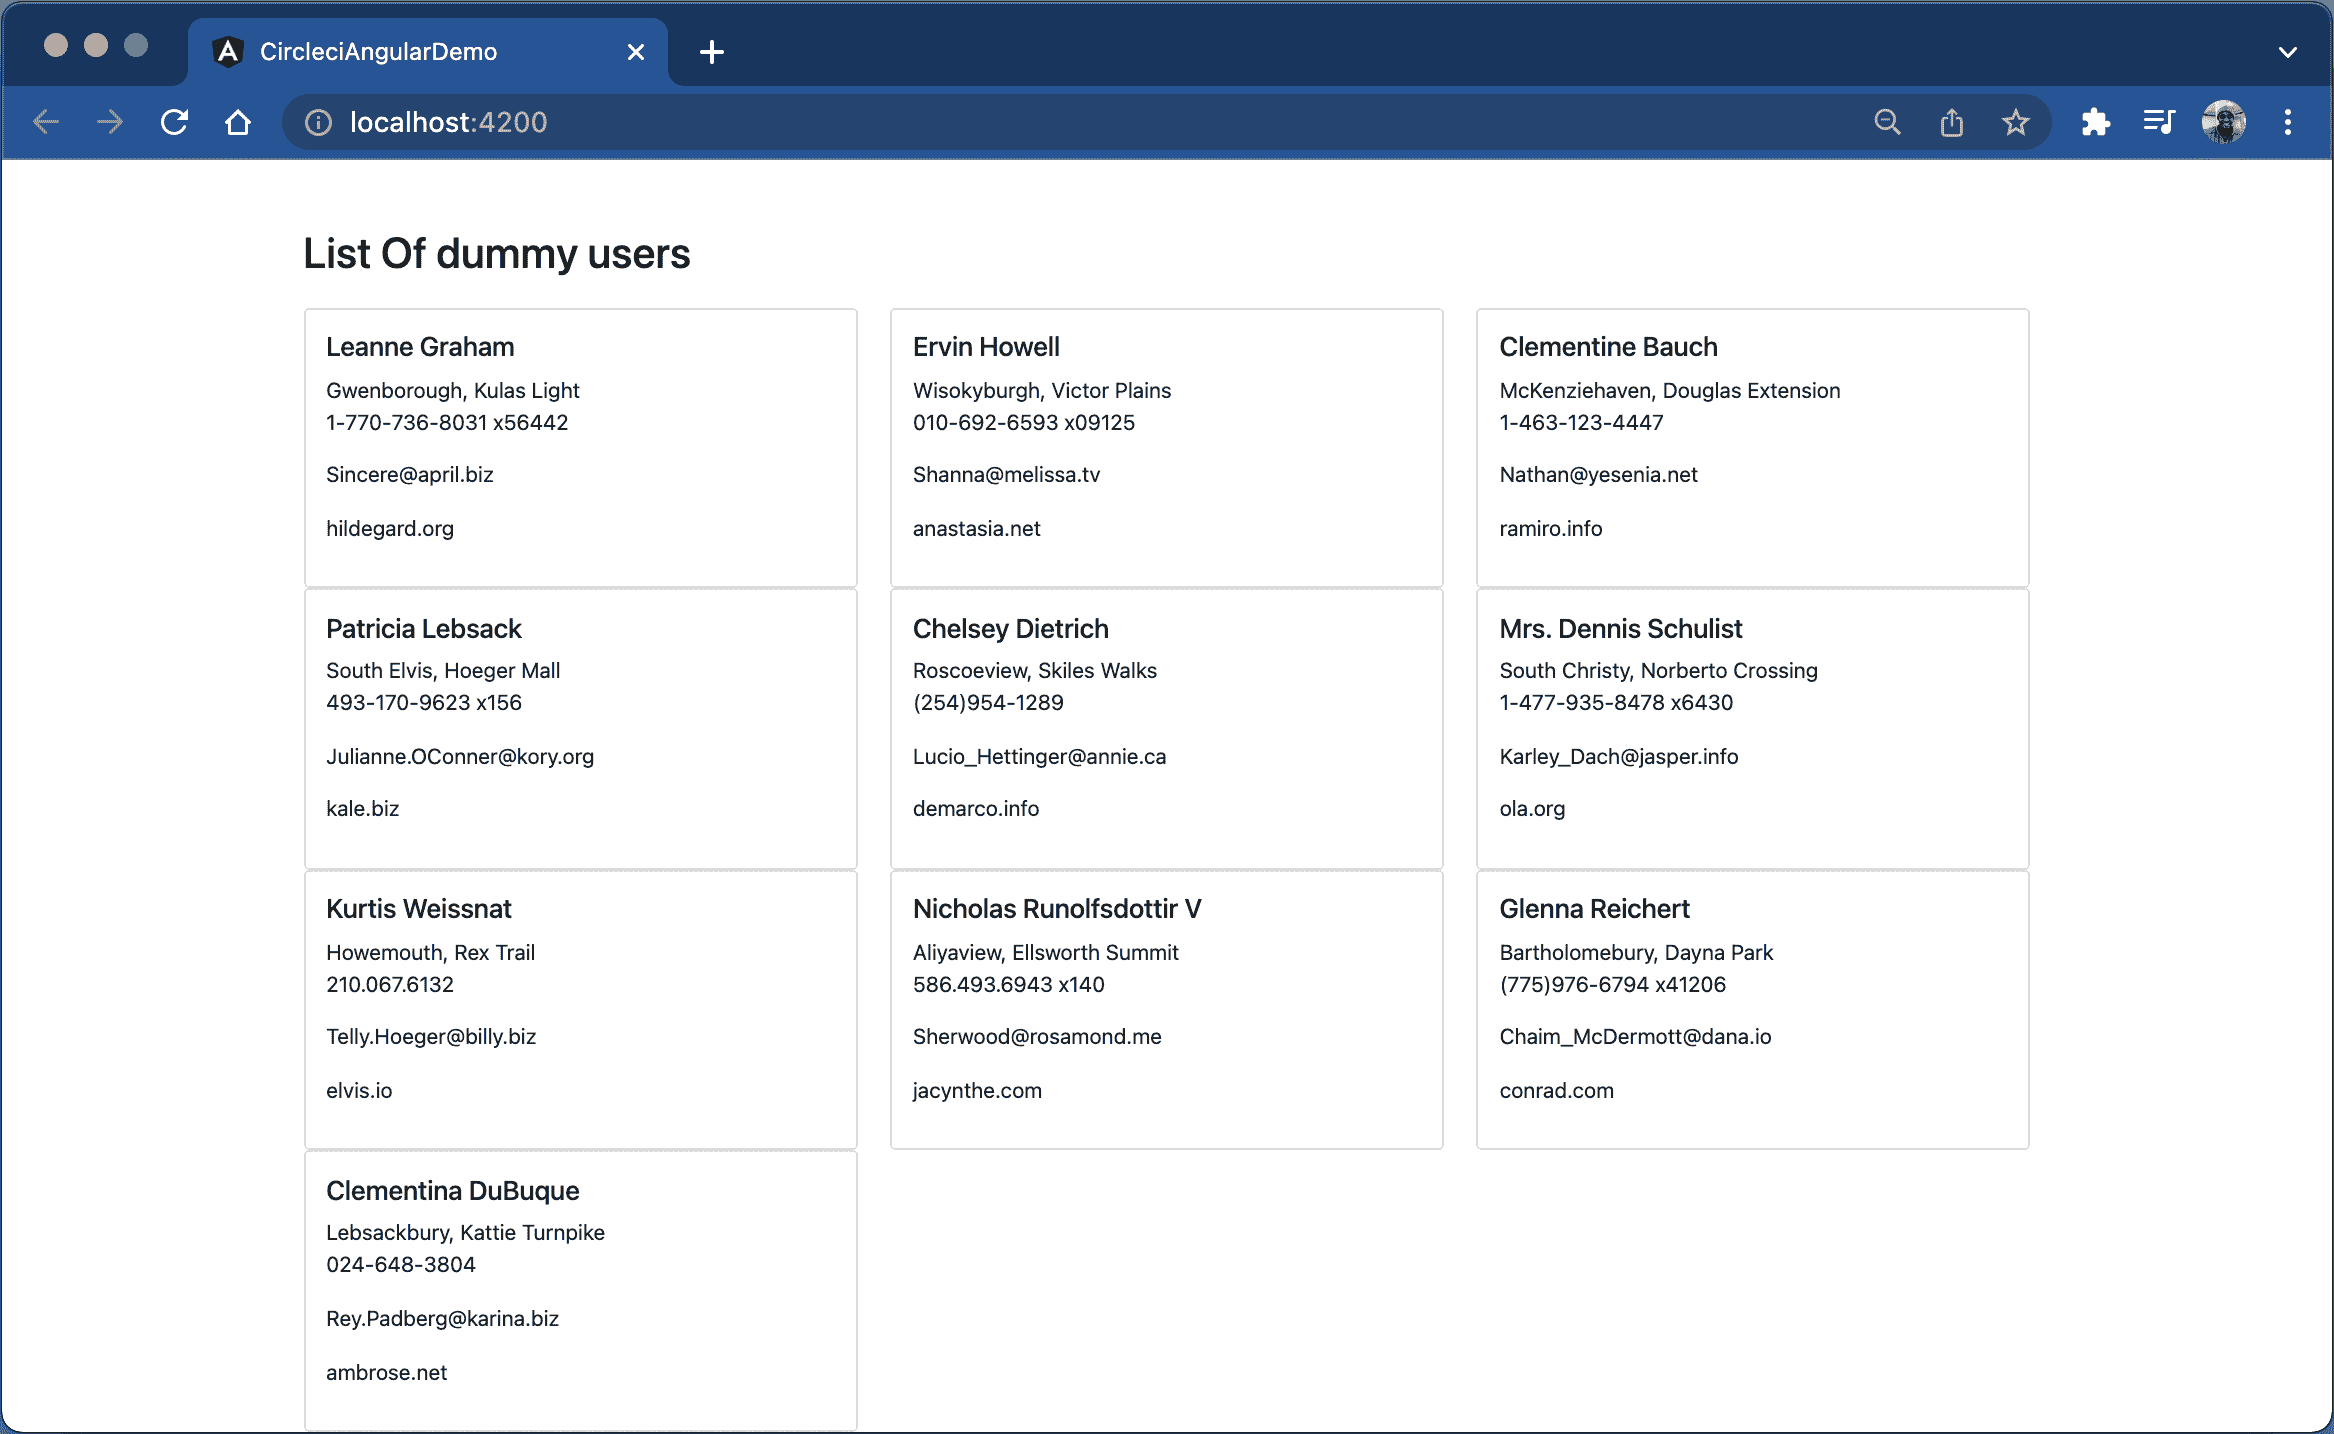 CircleciAngularDemo
localhost:4200
List Of dummy users
Leanne Graham
Gwenborough, Kulas Light
1-770-736-8031 x56442
Sincere@april.biz
hildegard.org
Ervin Howell
Wisokyburgh, Victor Plains
010-692-6593 x09125
Shanna@melissa.tv
anastasia.net
Clementine Bauch
McKenziehaven, Douglas Extension
1-463-123-4447
Nathan@yesenia.net
ramiro.info
Patricia Lebsack
South Elvis, Hoeger Mall
493-170-9623 x156
Julianne.OConner@kory.org
kale.biz
Chelsey Dietrich
Roscoeview, Skiles Walks
(254)954-1289
Lucio_Hettinger@annie.ca
demarco.info
Mrs. Dennis Schulist
South Christy, Norberto Crossing
1-477-935-8478 x6430
Karley_Dach@jasper.info
ola.org
Kurtis Weissnat
Howemouth, Rex Trail
210.067.6132
Telly.Hoeger@billy.biz
elvis.io
Nicholas Runolfsdottir V
Aliyaview, Ellsworth Summit
586.493.6943 x140
Sherwood@rosamond.me
jacynthe.com
Glenna Reichert
Bartholomebury, Dayna Park
(775)976-6794 x41206
Chaim_McDermott@dana.io
conrad.com
Clementina DuBuque
Lebsackbury, Kattie Turnpike
024-648-3804
Rey.Padberg@karina.biz
ambrose.net